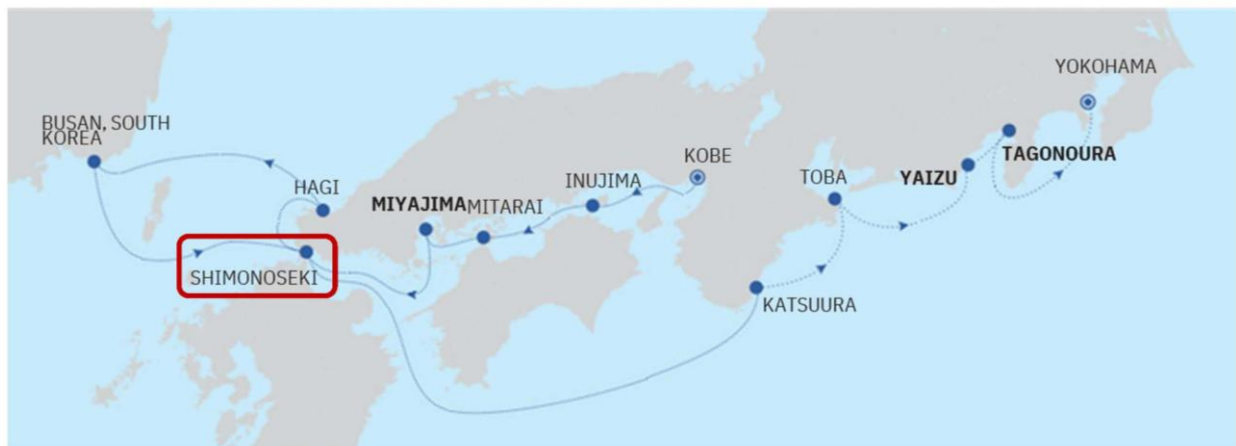 YOKOHAMA
BUSAN, SOUTH
KOREA
TAGONOURA
KOBE
HAGI
INUJIMA
TOBA
YAIZU
MIYAJIMA
MITARAI
SHIMONOSEKI
KATSUURA